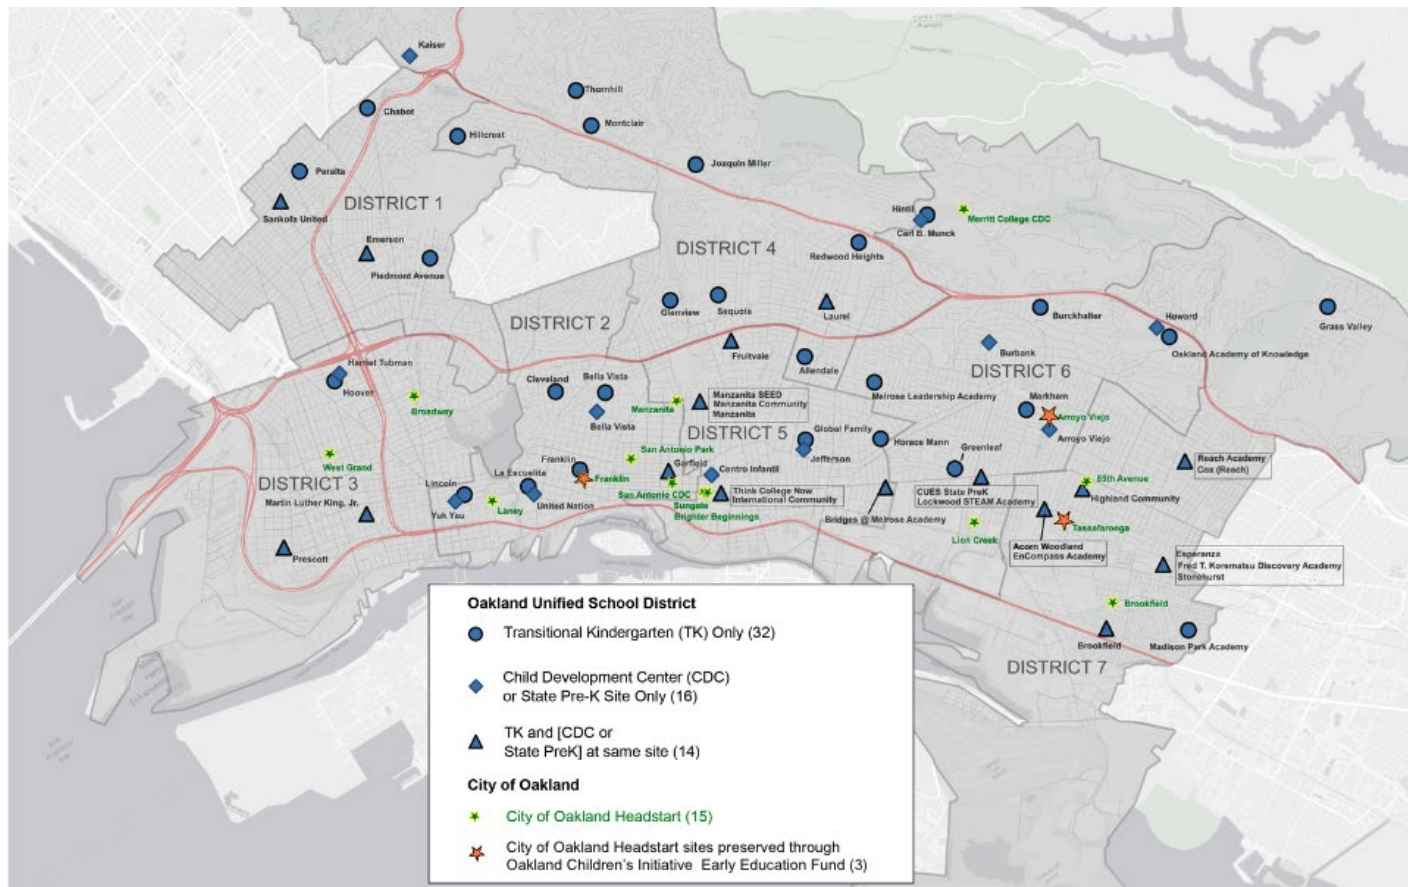 Kaiser
Thornhill
Chabot
Montclair
Hillcrest
Joaquin Miller
Peralta
DISTRICT 1
Sankofa United
Hintil
Merritt College CDC
Carl B. Munck
Emerson
DISTRICT 4
Redwood Heights
Piedmont Avenue
Glenview
Sequoia
Laurel
Burckhalter
Howard
Grass Valley
DISTRICT 2
Oakland Academy of Knowledge
Fruitvale
Burbank
Allendale
Harriet Tubman
Hoover
DISTRICT 6
Cleveland
Bella Vista
Melrose Leadership Academy
Markham
Manzanita SEED
Manzanita Community
Manzanita
Manzanita
Broadway
Bella Vista
Arroyo Viejo
Arroyo Viejo
DISTRICT 5
Global Family
Horace Mann
Greenleaf
Jefferson
San Antonio Park
West Grand
Franklin
Franklin
Garfield
Centro Infantil
Reach Academy
Cox (Reach)
La Escuelita
DISTRICT 3
Lincoln
85th Avenue
Highland Community
San Antonio CDC
Think College Now
International Community
CUES State PreK
Lockwood STEAM Academy
Martin Luther King, Jr.
Yuk Yau
Laney
United Nation
Sungate
Brighter Beginnings
Bridges @ Melrose Academy
Tassafaronga
Lion Creek
Acorn Woodland
EnCompass Academy
Prescott
Esperanza
Fred T. Korematsu Discovery Academy
Stonehurst
Brookfield
Brookfield
Madison Park Academy
DISTRICT 7
Oakland Unified School District
Transitional Kindergarten (TK) Only (32)
Child Development Center (CDC)
or State Pre-K Site Only (16)
TK and [CDC or
State PreK] at same site (14)
City of Oakland
City of Oakland Headstart (15)
City of Oakland Headstart sites preserved through
Oakland Children's Initiative Early Education Fund (3)